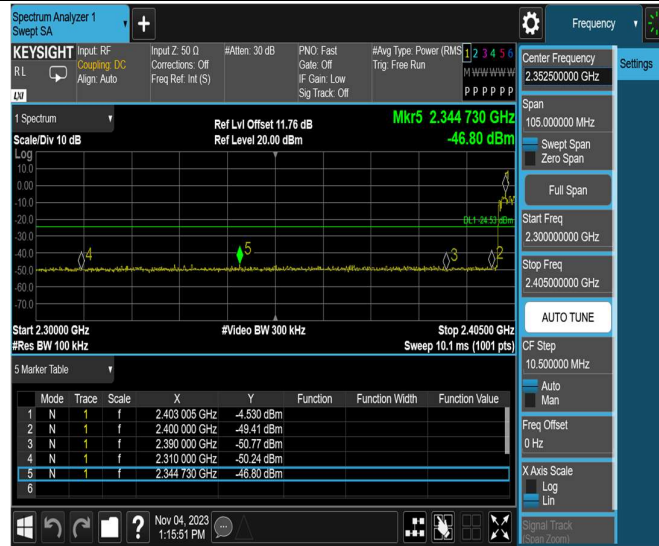 Spectrum Analyzer 1
Swept SA
Frequency
KEYSIGHT
Input: RF
Input Z: 50 Ω
#Atten: 30 dB
PNO: Fast
#Avg Type: Power (RMS
1 2 3 4 5 6
R L
Coupling: DC
Corrections: Off
Gate: Off
Trig: Free Run
Align: Auto
Freq Ref: Int (S)
IF Gain: Low
M W W W W W
Sig Track: Off
P P P P P P
LXI
1 Spectrum
Scale/Div 10 dB
Ref Lvl Offset 11.76 dB
Ref Level 20.00 dBm
Mkr5 2.344 730 GHz
-46.80 dBm
Log
10.0
0.00
-10.0
-20.0
-30.0
-40.0
-50.0
-60.0
-70.0
1
DL1 -24.53 dBm
4
5
3
2
Start 2.30000 GHz
#Video BW 300 kHz
Stop 2.40500 GHz
#Res BW 100 kHz
Sweep 10.1 ms (1001 pts)
5 Marker Table
Mode Trace Scale X Y Function Function Width Function Value
1 N 1 f 2.403 005 GHz -4.530 dBm
2 N 1 f 2.400 000 GHz -49.41 dBm
3 N 1 f 2.390 000 GHz -50.77 dBm
4 N 1 f 2.310 000 GHz -50.24 dBm
5 N 1 f 2.344 730 GHz -46.80 dBm
6
?
Nov 04, 2023
1:15:51 PM
Center Frequency
2.352500000 GHz
Settings
Span
105.000000 MHz
Swept Span
Zero Span
Full Span
Start Freq
2.300000000 GHz
Stop Freq
2.405000000 GHz
AUTO TUNE
CF Step
10.500000 MHz
Auto
Man
Freq Offset
0 Hz
X Axis Scale
Log
Lin
Signal Track
(Span Zoom)